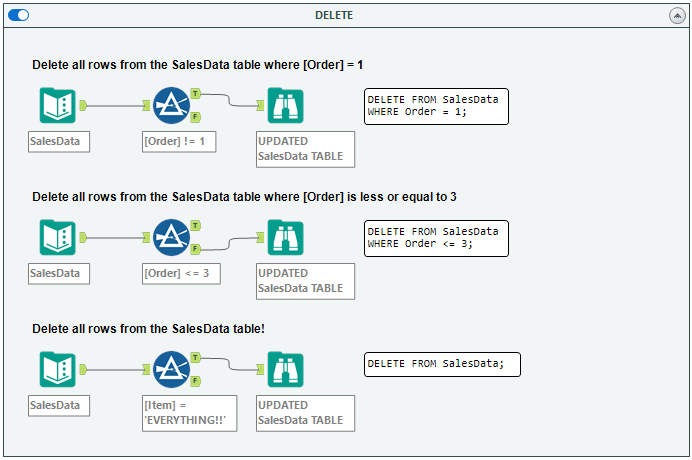 DELETE
Delete all rows from the SalesData table where [Order] = 1
T
F
SalesData
[Order] != 1
UPDATED
SalesData TABLE
DELETE FROM SalesData
WHERE Order = 1;
Delete all rows from the SalesData table where [Order] is less or equal to 3
T
F
SalesData
[Order] <= 3
UPDATED
SalesData TABLE
DELETE FROM SalesData
WHERE Order <= 3;
Delete all rows from the SalesData table!
T
F
SalesData
[Item] =
'EVERYTHING!!'
UPDATED
SalesData TABLE
DELETE FROM SalesData;